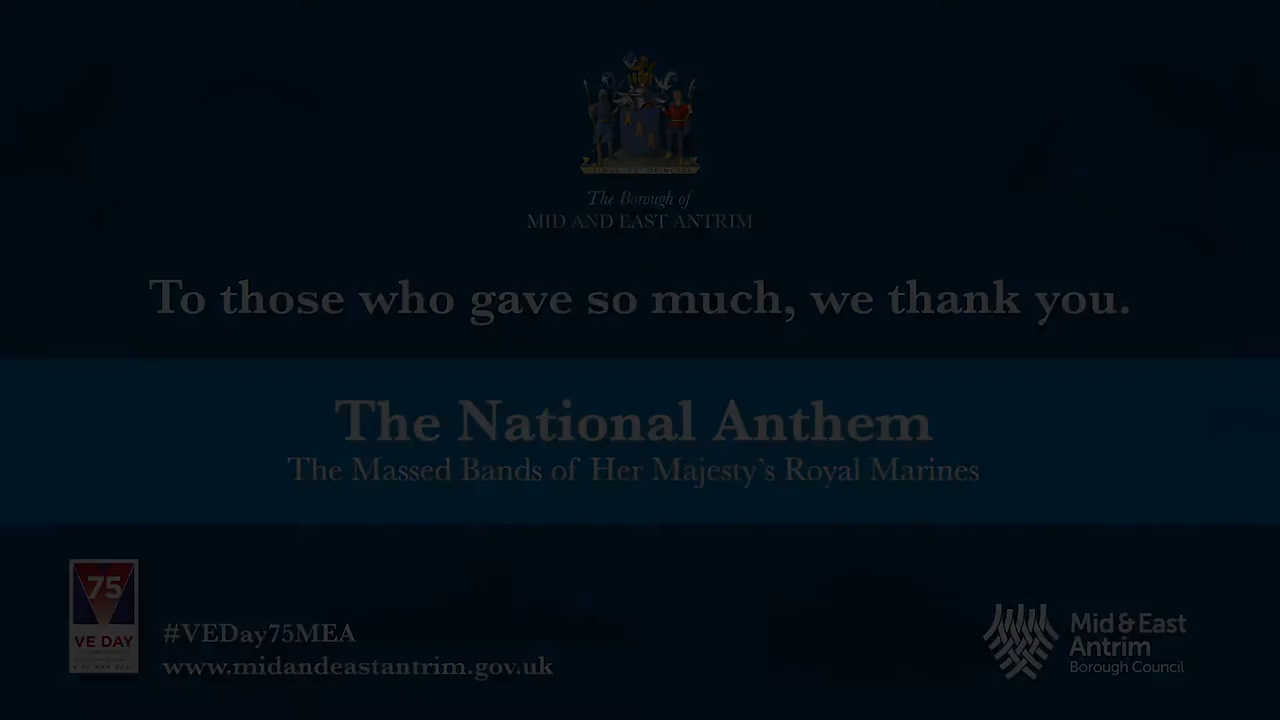 The Borough of
MID AND EAST ANTRIM
To those who gave so much, we thank you.
The National Anthem
The Massed Bands of Her Majesty's Royal Marines
75
VE DAY
#VEDay75MEA
www.midandeastantrim.gov.uk
Mid & East
Antrim
Borough Council